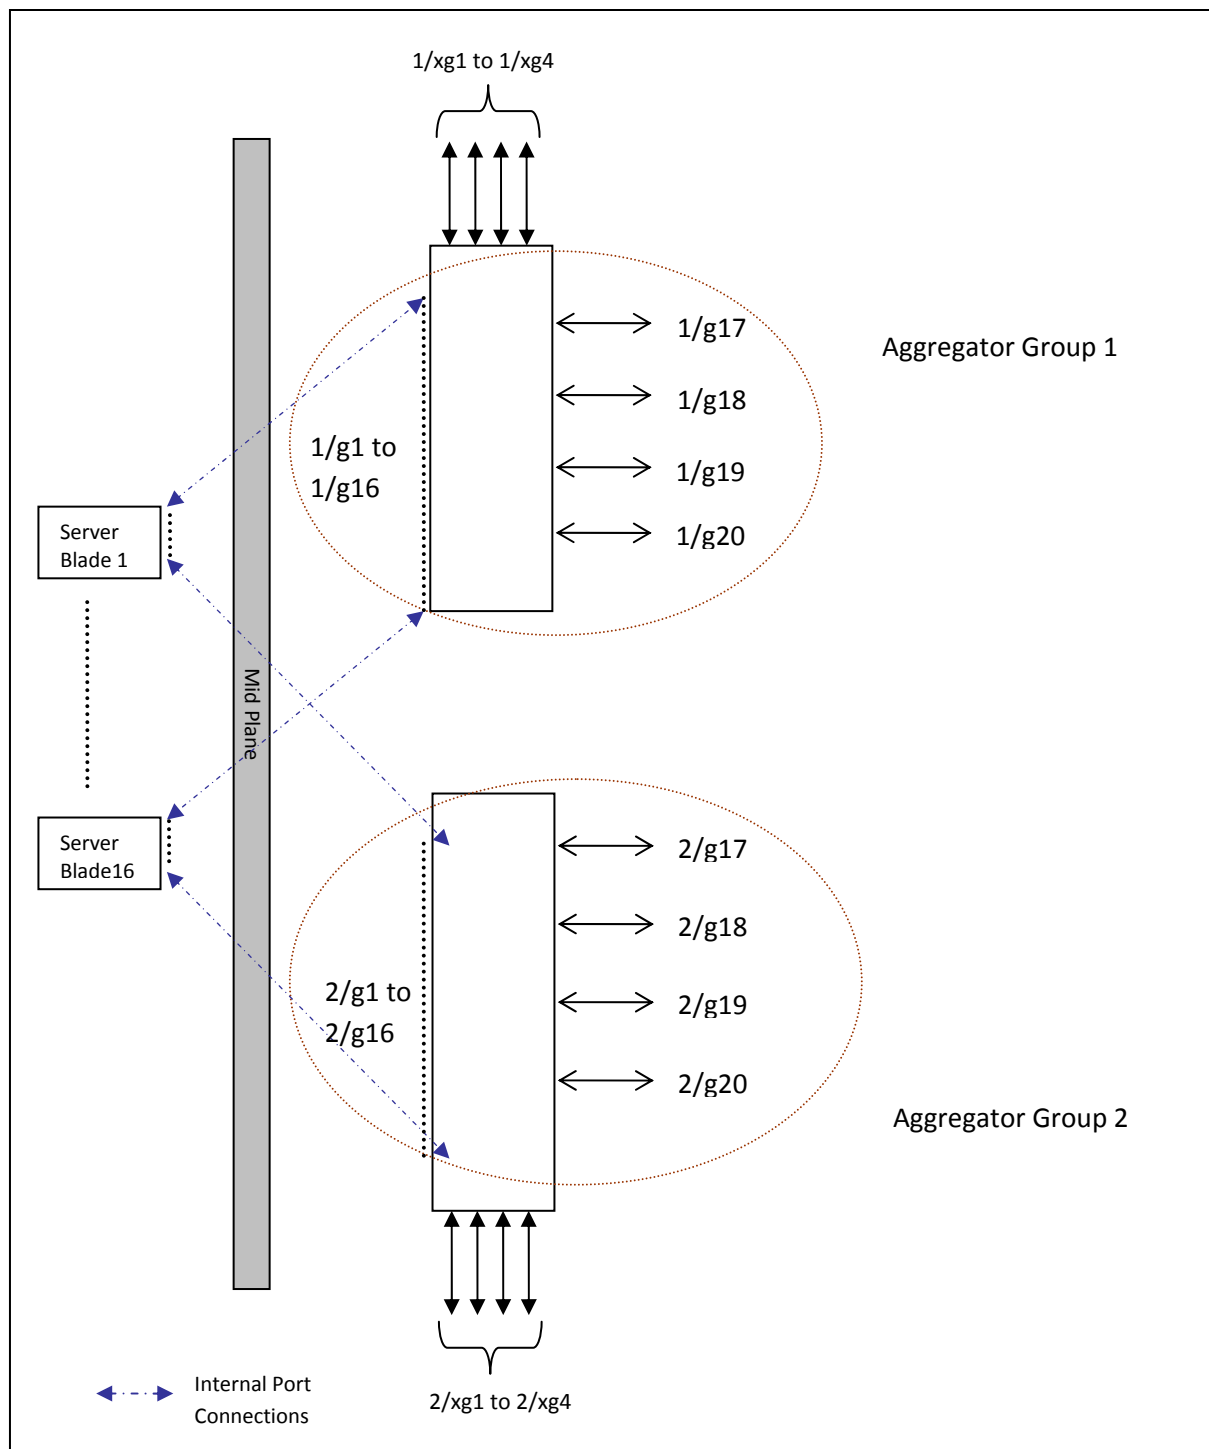 1/xg1 to 1/xg4
1/g17
Aggregator Group 1
1/g18
1/g1 to
1/g16
1/g19
1/g20
Server
Blade 1
Mid Plane
Server
Blade16
2/g17
2/g18
2/g1 to
2/g16
2/g19
2/g20
Aggregator Group 2
Internal Port
Connections
2/xg1 to 2/xg4